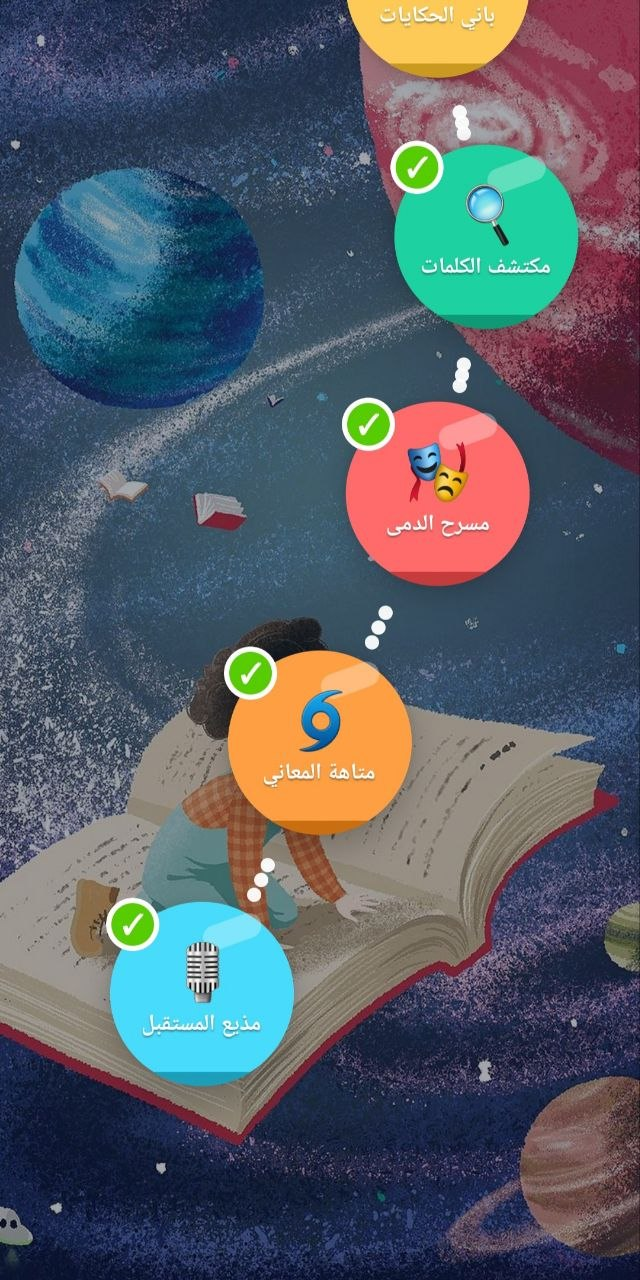 باني الحكايات
مكتشف الكلمات
مسرح الدمى
متاهة المعاني
مذيع المستقبل